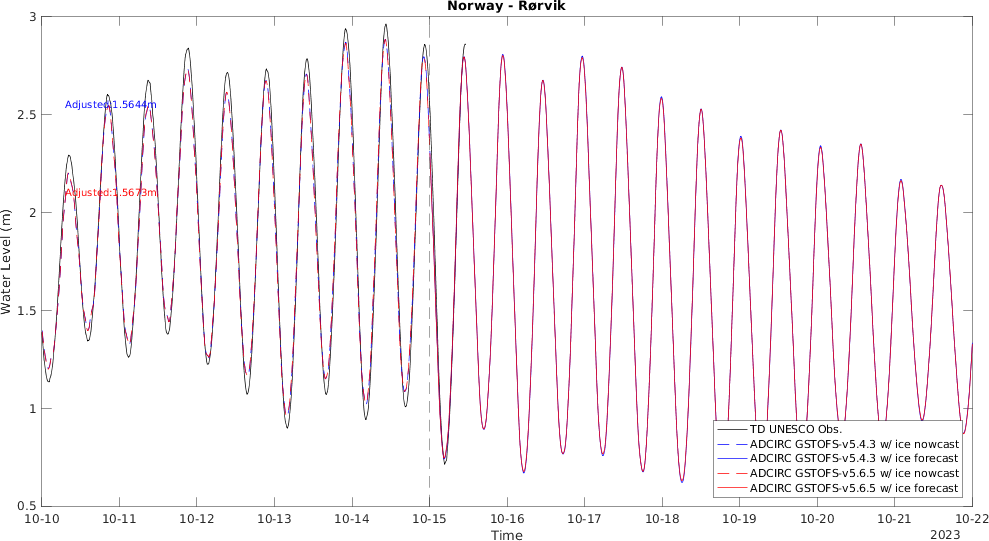 Norway - Rørvik
3
2.5
2
1.5
1
0.5
Water Level (m)
Adjusted:1.5644m
Adjusted:1.5673m
TD UNESCO Obs.
ADCIRC GSTOFS-v5.4.3 w/ ice nowcast
ADCIRC GSTOFS-v5.4.3 w/ ice forecast
ADCIRC GSTOFS-v5.6.5 w/ ice nowcast
ADCIRC GSTOFS-v5.6.5 w/ ice forecast
10-10 10-11 10-12 10-13 10-14 10-15 10-16 10-17 10-18 10-19 10-20 10-21 10-22
Time
2023